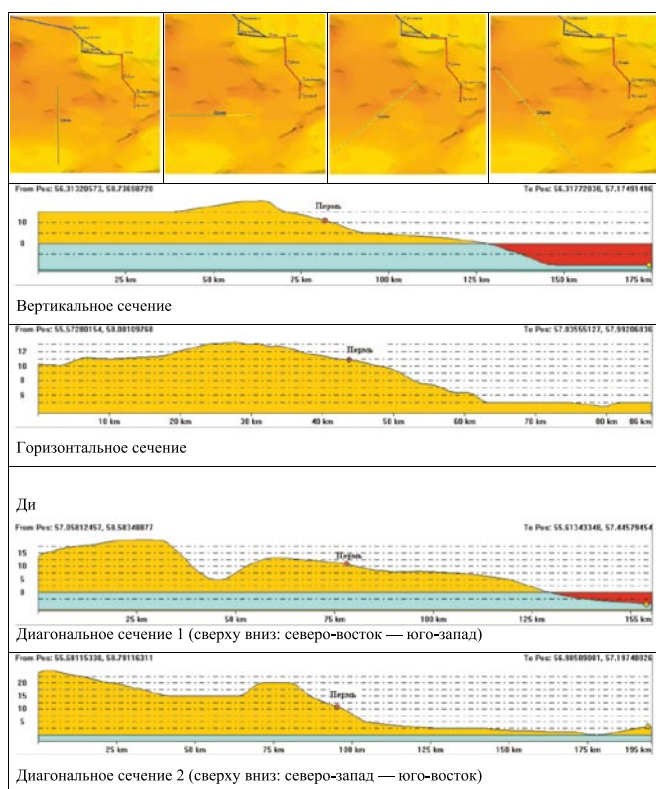 From Pos: 56.31320573, 58.73658720 To Pos: 56.31772030, 57.17491496
Пермь
10
0
25 km 50 km 75 km 100 km 125 km 150 km 175 km
Вертикальное сечение
From Pos: 55.57280154, 58.00109768 To Pos: 57.03555127, 57.99206036
12
Пермь
10
8
6
10 km 20 km 30 km 40 km 50 km 60 km 70 km 80 km 86 km
Горизонтальное сечение
Ди
From Pos: 57.05812457, 58.58348877 To Pos: 55.61343340, 57.44579454
15
Пермь
10
5
0
25 km 50 km 75 km 100 km 125 km 155 km
Диагональное сечение 1 (сверху вниз: северо-восток — юго-запад)
From Pos: 55.68115330, 58.79116311 To Pos: 56.98589081, 57.19748826
20
15
Пермь
10
5
25 km 50 km 75 km 100 km 125 km 150 km 175 km 195 km
Диагональное сечение 2 (сверху вниз: северо-запад — юго-восток)